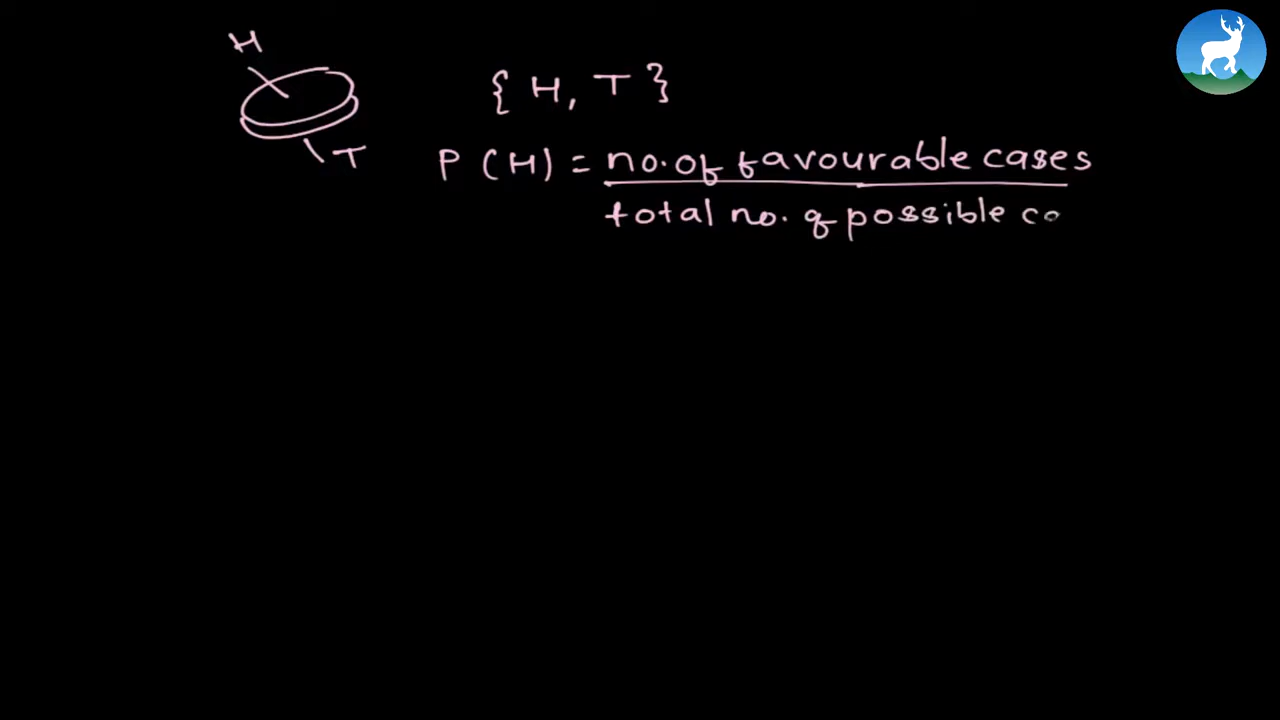 H
{ H, T }
T
P (H) = no. of favourable cases
total no. of possible